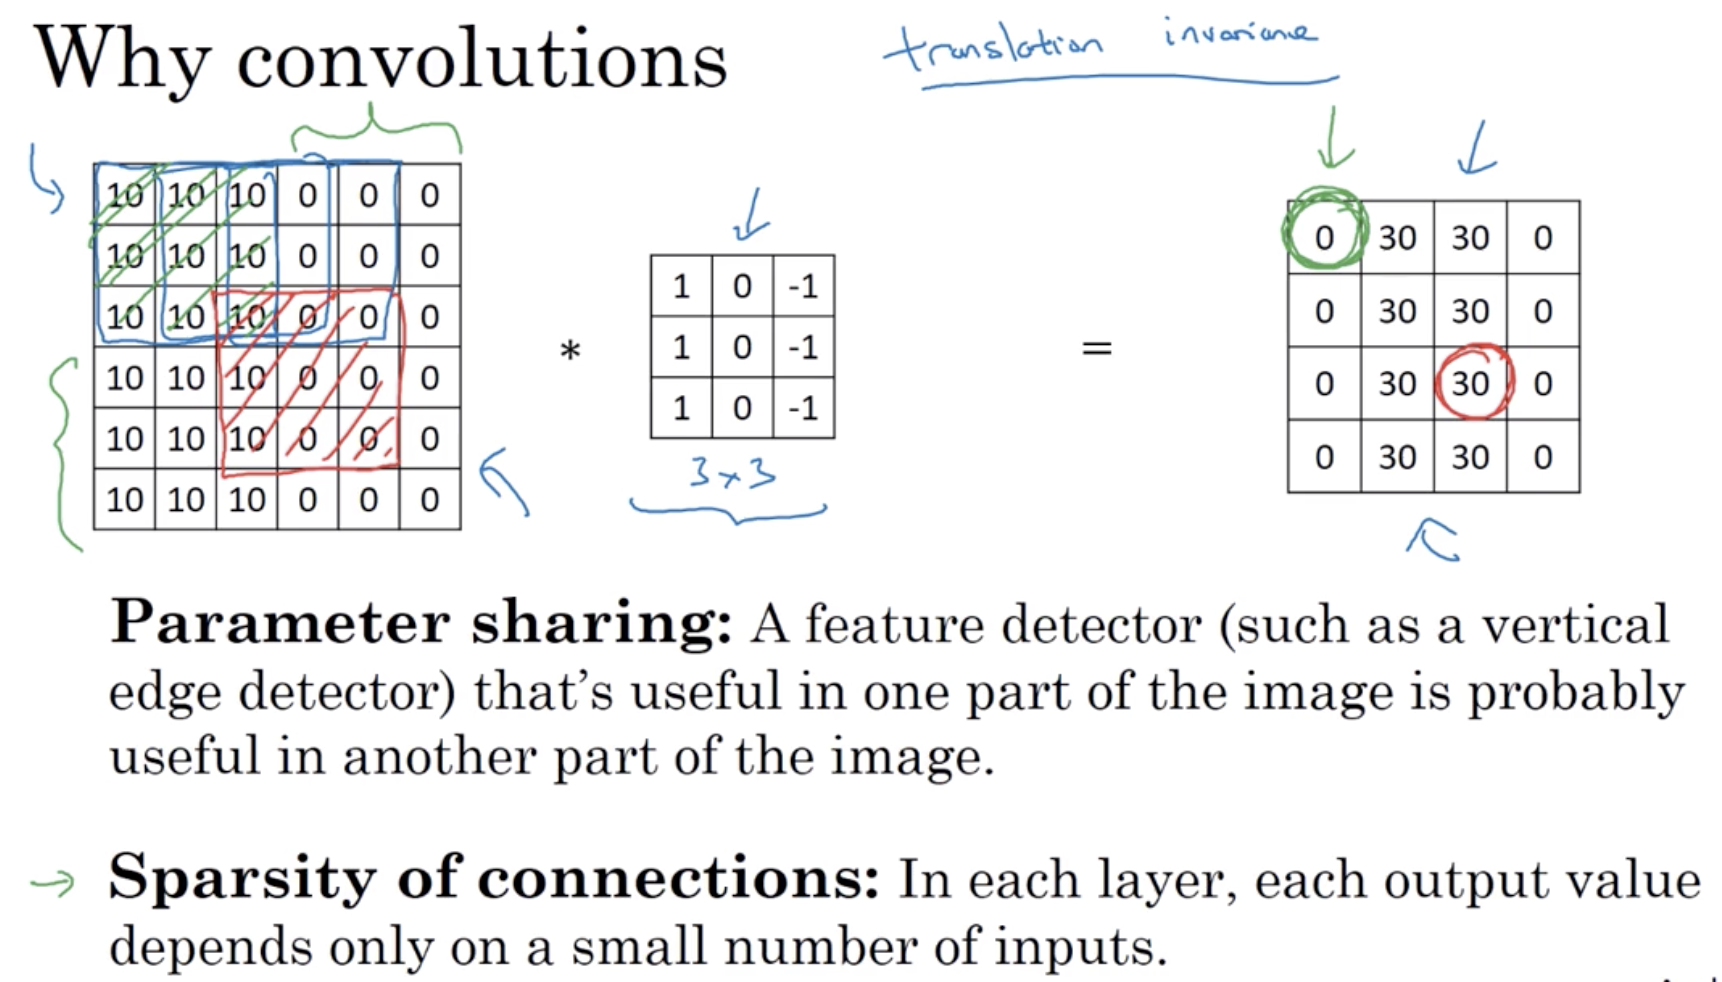 Why convolutions
translation invariance
10 10 10 0 0 0
10 10 10 0 0 0
10 10 10 0 0 0
10 10 10 0 0 0
10 10 10 0 0 0
10 10 10 0 0 0
*
1 0 -1
1 0 -1
1 0 -1
3×3
=
0 30 30 0
0 30 30 0
0 30 30 0
0 30 30 0
Parameter sharing: A feature detector (such as a vertical
edge detector) that’s useful in one part of the image is probably
useful in another part of the image.
→ Sparsity of connections: In each layer, each output value
depends only on a small number of inputs.